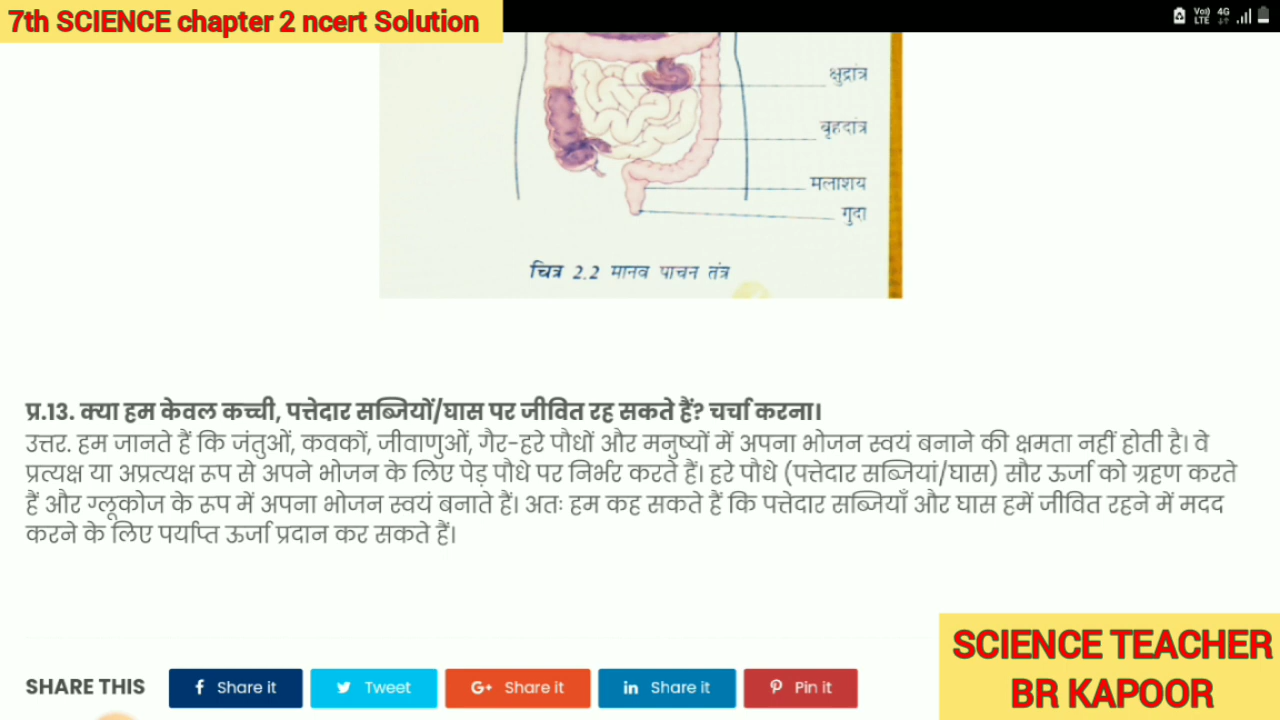 7th SCIENCE chapter 2 ncert Solution
Vo) 4G
LTE
क्षुद्रांत्र
बृहदांत्र
मलाशय
गुदा
चित्र 2.2 मानव पाचन तंत्र
प्र.13. क्या हम केवल कच्ची, पत्तेदार सब्जियों/घास पर जीवित रह सकते हैं? चर्चा करना।
उत्तर. हम जानते हैं कि जंतुओं, कवकों, जीवाणुओं, गैर-हरे पौधों और मनुष्यों में अपना भोजन स्वयं बनाने की क्षमता नहीं होती है। वे
प्रत्यक्ष या अप्रत्यक्ष रूप से अपने भोजन के लिए पेड़ पौधे पर निर्भर करते हैं। हरे पौधे (पत्तेदार सब्जियां/घास) सौर ऊर्जा को ग्रहण करते
हैं और ग्लूकोज के रूप में अपना भोजन स्वयं बनाते हैं। अतः हम कह सकते हैं कि पत्तेदार सब्जियाँ और घास हमें जीवित रहने में मदद
करने के लिए पर्याप्त ऊर्जा प्रदान कर सकते हैं।
SHARE THIS
f Share it
Tweet
G+ Share it
in Share it
Pin it
SCIENCE TEACHER
BR KAPOOR